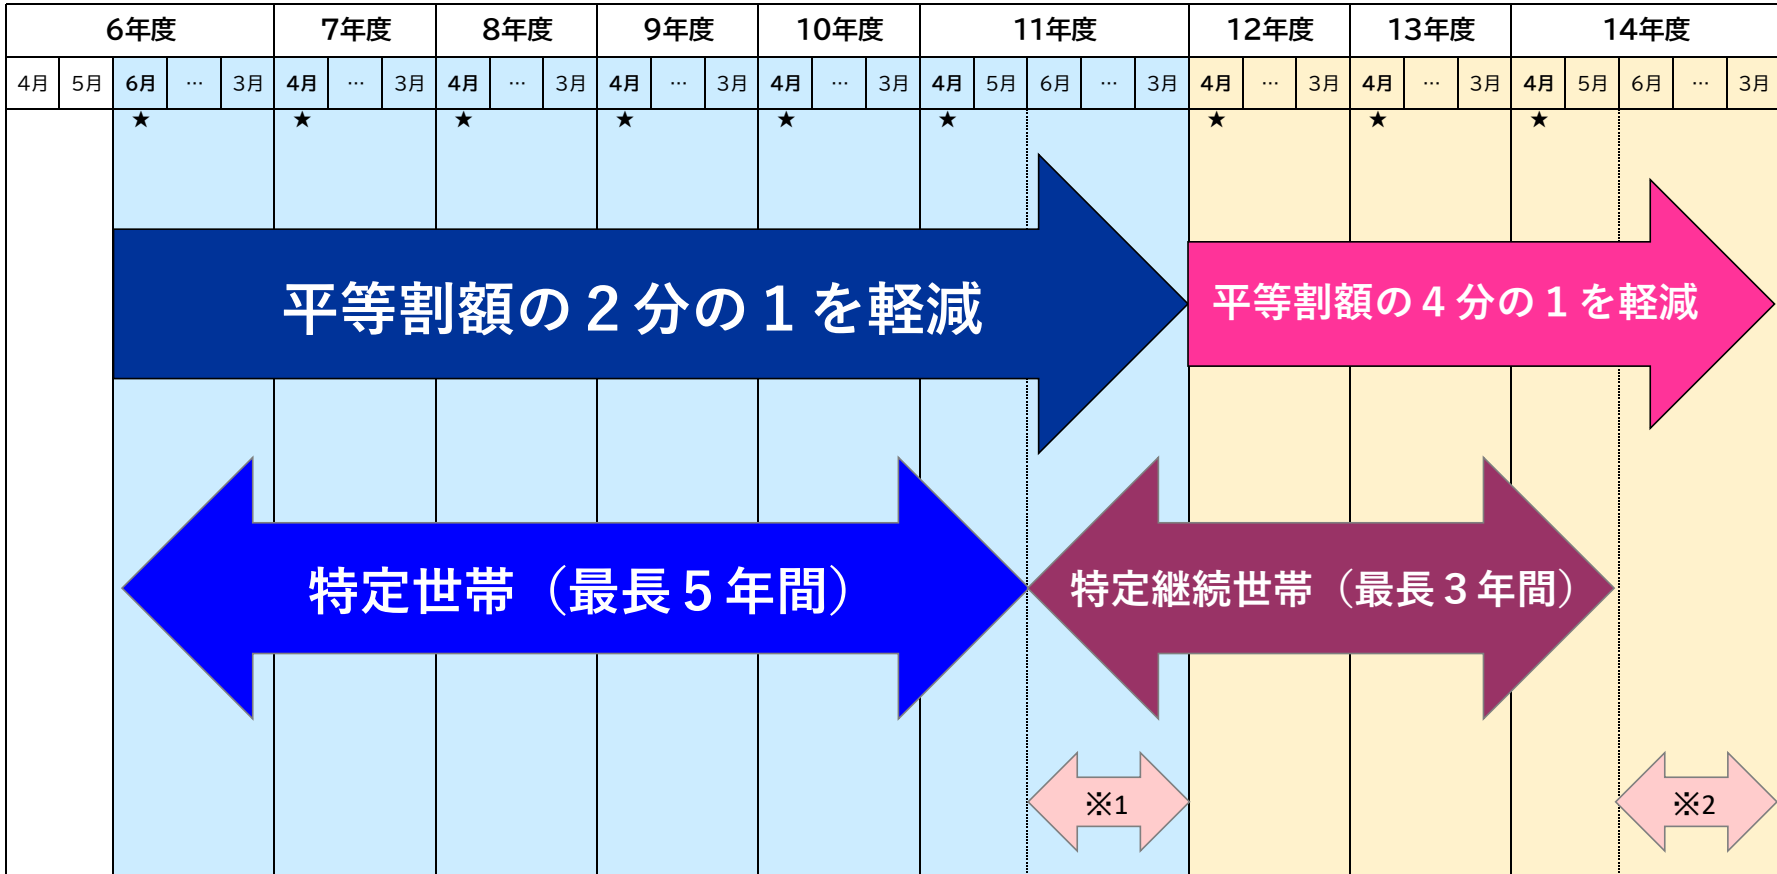 6年度 7年度 8年度 9年度 10年度 11年度 12年度 13年度 14年度
4月 5月 6月 … 3月 4月 … 3月 4月 … 3月 4月 … 3月 4月 … 3月 4月 5月 6月 … 3月 4月 … 3月 4月 … 3月 4月 5月 6月 … 3月
★ ★ ★ ★ ★ ★ ★ ★ ★
平等割額の２分の１を軽減 平等割額の４分の１を軽減
特定世帯（最長５年間） 特定継続世帯（最長３年間）
※1 ※2